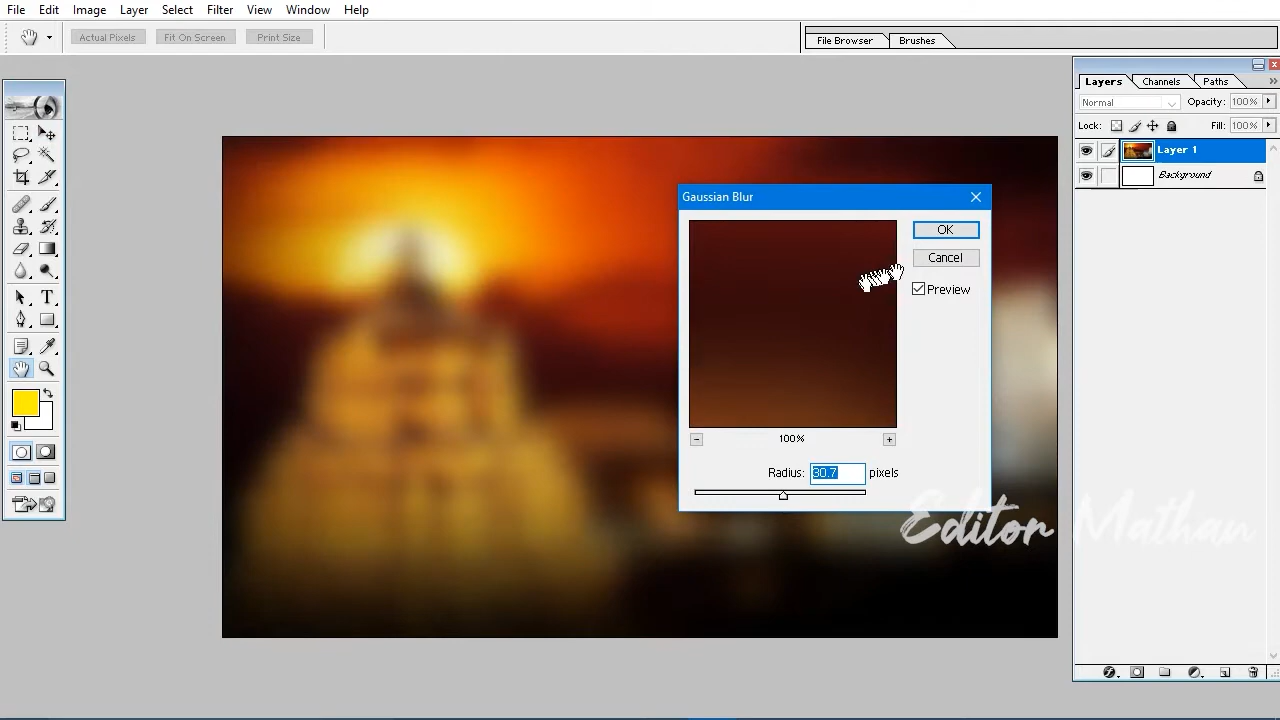 File Edit Image Layer Select Filter View Window Help
Actual Pixels Fit On Screen Print Size
File Browser Brushes
Layers Channels Paths
Normal Opacity: 100%
Lock: Fill: 100%
Layer 1
Background
Gaussian Blur
OK
Cancel
Preview
100%
Radius: 30.7 pixels
Editor Mathan